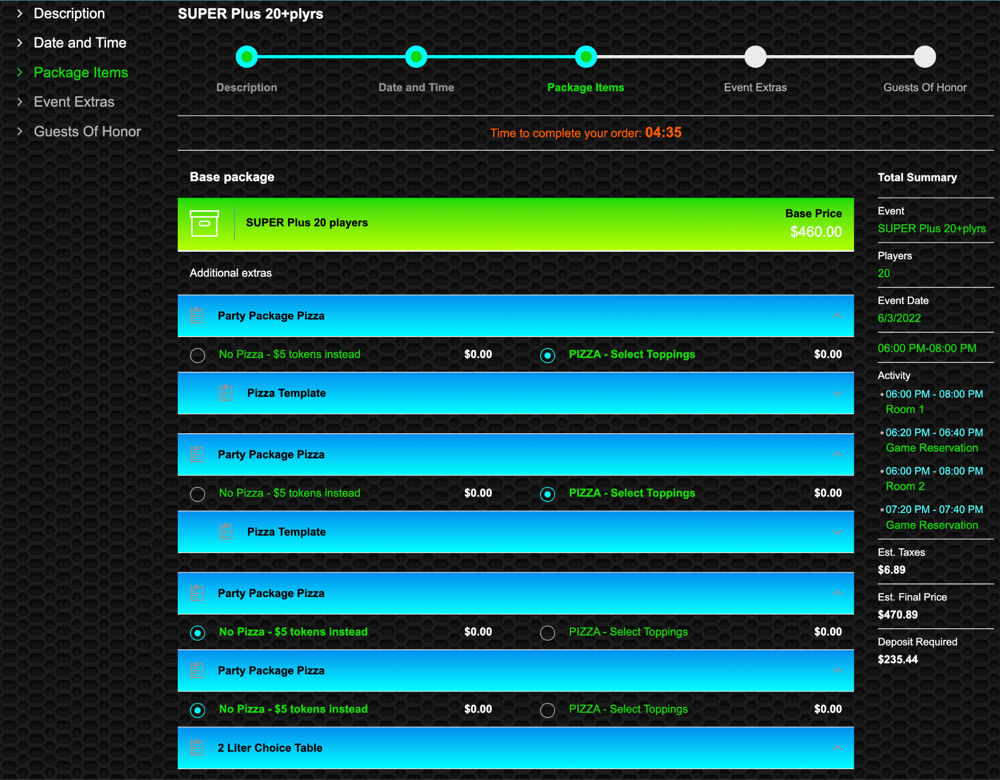 Description
Date and Time
Package Items
Event Extras
Guests Of Honor
SUPER Plus 20+plyrs
Description
Date and Time
Package Items
Event Extras
Guests Of Honor
Time to complete your order: 04:35
Base package
SUPER Plus 20 players
Base Price
$460.00
Additional extras
Party Package Pizza
No Pizza - $5 tokens instead $0.00 PIZZA - Select Toppings $0.00
Pizza Template
Party Package Pizza
No Pizza - $5 tokens instead $0.00 PIZZA - Select Toppings $0.00
Pizza Template
Party Package Pizza
No Pizza - $5 tokens instead $0.00 PIZZA - Select Toppings $0.00
Party Package Pizza
No Pizza - $5 tokens instead $0.00 PIZZA - Select Toppings $0.00
2 Liter Choice Table
Total Summary
Event
SUPER Plus 20+plyrs
Players
20
Event Date
6/3/2022
06:00 PM-08:00 PM
Activity
06:00 PM - 08:00 PM
Room 1
06:20 PM - 06:40 PM
Game Reservation
06:00 PM - 08:00 PM
Room 2
07:20 PM - 07:40 PM
Game Reservation
Est. Taxes
$6.89
Est. Final Price
$470.89
Deposit Required
$235.44